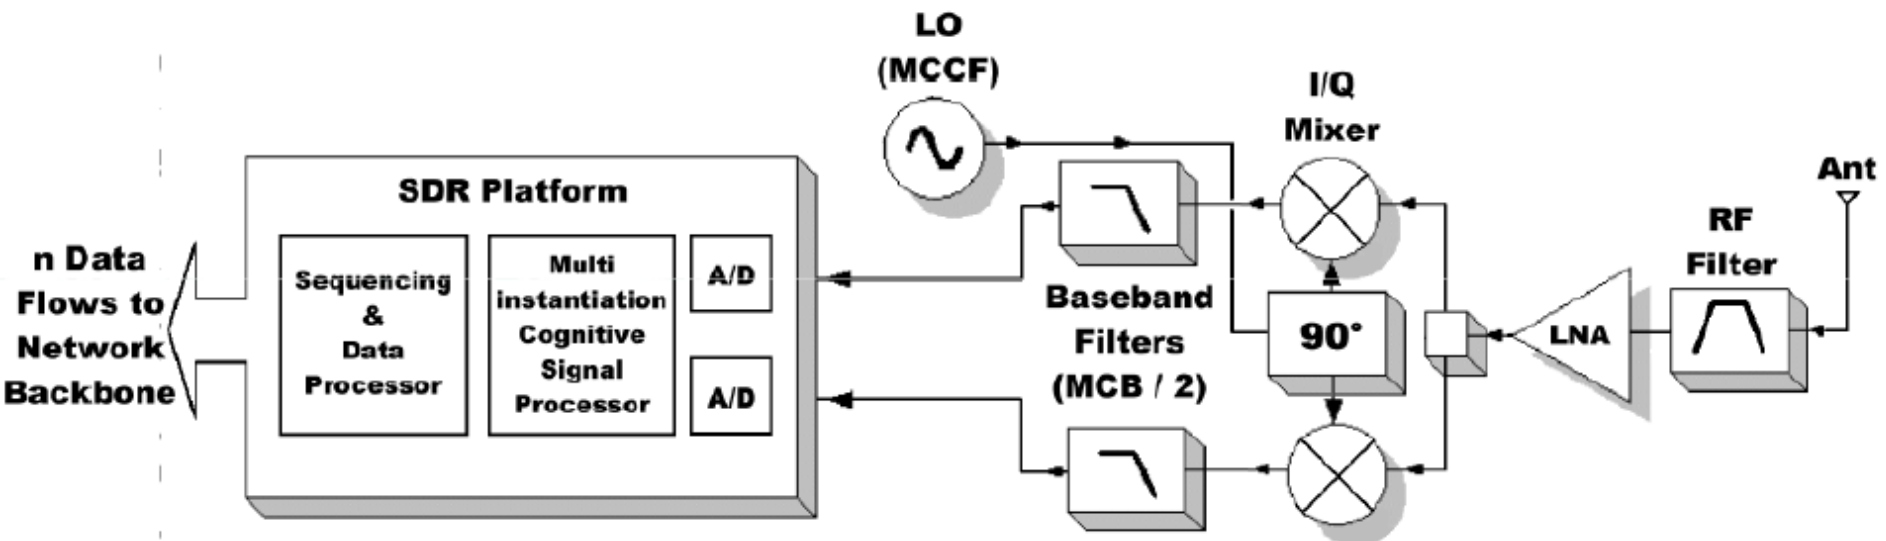 LO
(MCCF)
I/Q
Mixer
Ant
RF
Filter
SDR Platform
n Data
Flows to
Network
Backbone
Sequencing
&
Data
Processor
Multi
instantiation
Cognitive
Signal
Processor
A/D
A/D
Baseband
Filters
(MCB / 2)
90°
LNA